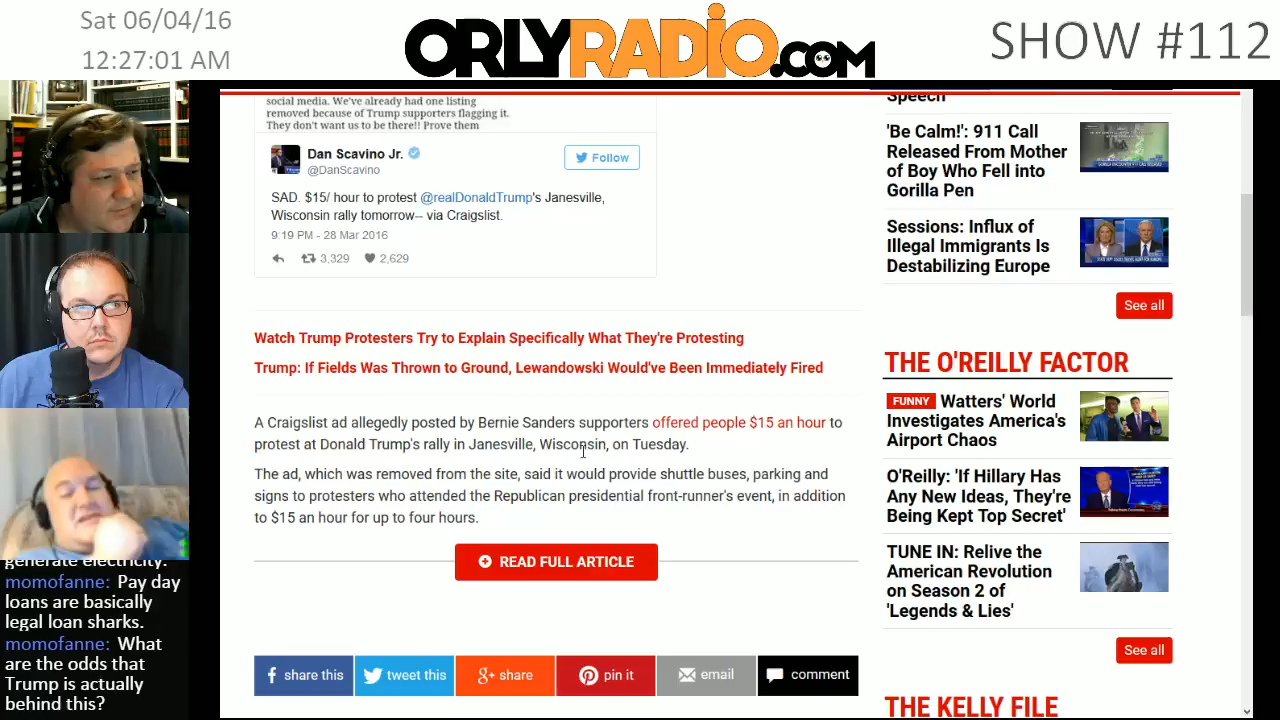 Sat 06/04/16
12:27:01 AM
ORLYRADIO.COM
SHOW #112
social media. We've already had one listing
removed because of Trump supporters flagging it.
They don't want us to be there!! Prove them
Dan Scavino Jr.
@DanScavino
Follow
SAD. $15/ hour to protest @realDonaldTrump's Janesville,
Wisconsin rally tomorrow-- via Craigslist.
9:19 PM - 28 Mar 2016
3,329 2,629
Watch Trump Protesters Try to Explain Specifically What They're Protesting
Trump: If Fields Was Thrown to Ground, Lewandowski Would've Been Immediately Fired
A Craigslist ad allegedly posted by Bernie Sanders supporters offered people $15 an hour to
protest at Donald Trump's rally in Janesville, Wisconsin, on Tuesday.
The ad, which was removed from the site, said it would provide shuttle buses, parking and
signs to protesters who attended the Republican presidential front-runner's event, in addition
to $15 an hour for up to four hours.
READ FULL ARTICLE
share this
tweet this
g+ share
pin it
email
comment
Speech
'Be Calm!': 911 Call
Released From Mother
of Boy Who Fell into
Gorilla Pen
Sessions: Influx of
Illegal Immigrants Is
Destabilizing Europe
See all
THE O'REILLY FACTOR
FUNNY Watters' World
Investigates America's
Airport Chaos
O'Reilly: 'If Hillary Has
Any New Ideas, They're
Being Kept Top Secret'
TUNE IN: Relive the
American Revolution
on Season 2 of
'Legends & Lies'
See all
THE KELLY FILE
generate electricity.
momofanne: Pay day
loans are basically
legal loan sharks.
momofanne: What
are the odds that
Trump is actually
behind this?